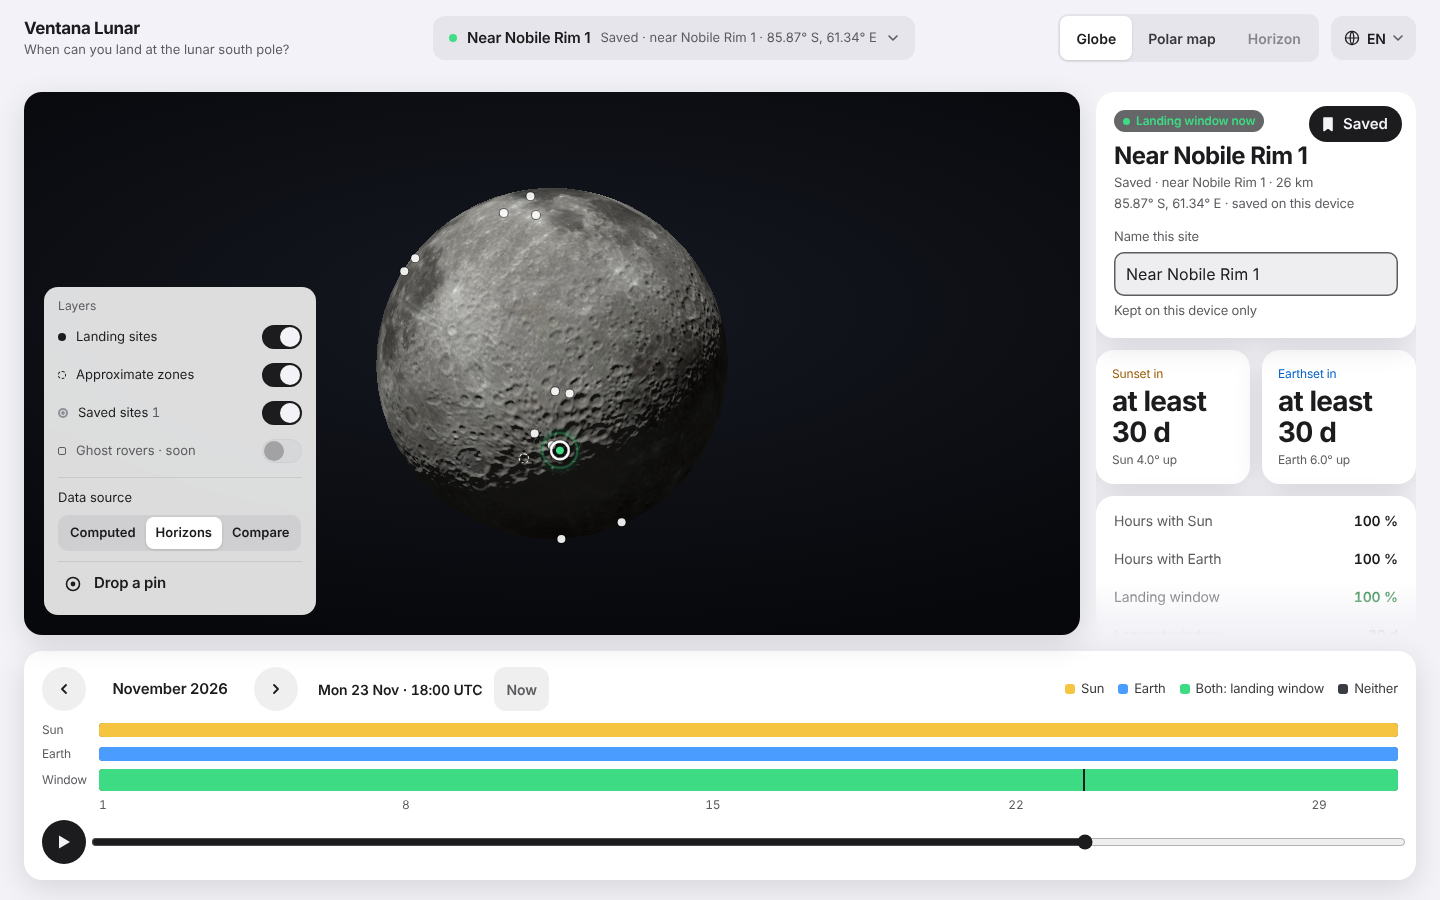 Ventana Lunar
When can you land at the lunar south pole?
Near Nobile Rim 1 Saved · near Nobile Rim 1 · 85.87° S, 61.34° E
Globe Polar map Horizon
EN
Layers
Landing sites
Approximate zones
Saved sites 1
Ghost rovers · soon
Data source
Computed Horizons Compare
Drop a pin
Landing window now
Saved
Near Nobile Rim 1
Saved · near Nobile Rim 1 · 26 km
85.87° S, 61.34° E · saved on this device
Name this site
Near Nobile Rim 1
Kept on this device only
Sunset in
at least
30 d
Sun 4.0° up
Earthset in
at least
30 d
Earth 6.0° up
Hours with Sun 100 %
Hours with Earth 100 %
Landing window 100 %
November 2026
Mon 23 Nov · 18:00 UTC
Now
Sun Earth Both: landing window Neither
Sun
Earth
Window
1 8 15 22 29